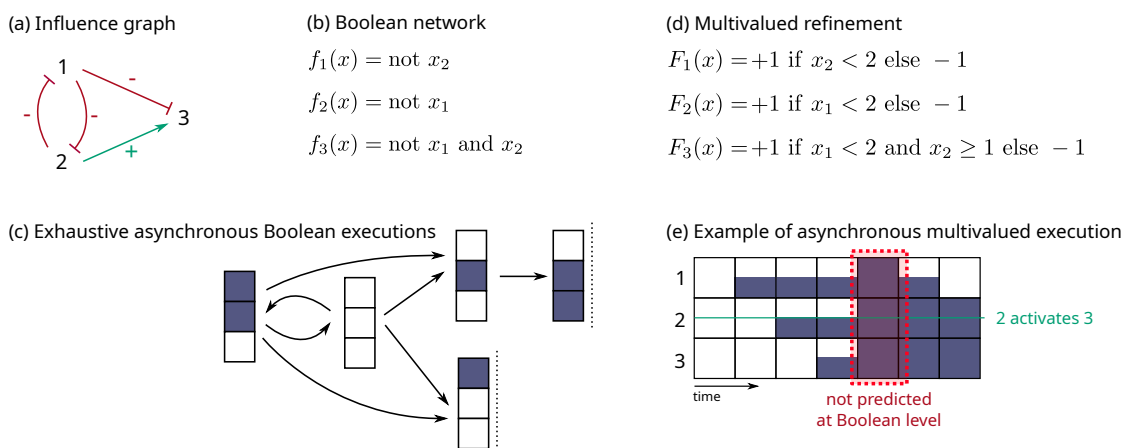 (a) Influence graph
1
2
3
-
-
-
+
(b) Boolean network
f₁(x) = not x₂
f₂(x) = not x₁
f₃(x) = not x₁ and x₂
(d) Multivalued refinement
F₁(x) = +1 if x₂ < 2 else − 1
F₂(x) = +1 if x₁ < 2 else − 1
F₃(x) = +1 if x₁ < 2 and x₂ ≥ 1 else − 1
(c) Exhaustive asynchronous Boolean executions
(e) Example of asynchronous multivalued execution
1
2
3
2 activates 3
time
not predicted
at Boolean level